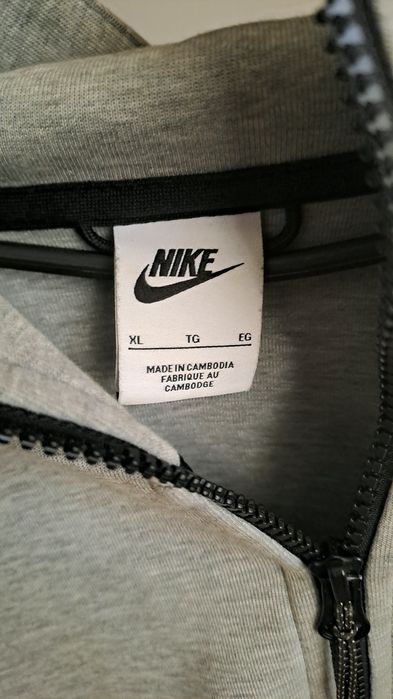 NIKE
XL TG EG
MADE IN CAMBODIA
FABRIQUE AU
CAMBODGE